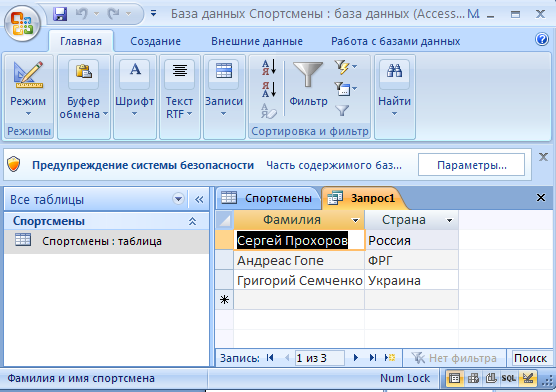 База данных Спортсмены : база данных (Access...
Главная Создание Внешние данные Работа с базами данных
Режим Буфер обмена Шрифт Текст RTF Записи Фильтр Найти
Режимы Сортировка и фильтр
Предупреждение системы безопасности Часть содержимого баз... Параметры...
Все таблицы
Спортсмены Запрос1
Спортсмены
Спортсмены : таблица
Фамилия Страна
Сергей Прохоров Россия
Андреас Гопе ФРГ
Григорий Семченко Украина
Запись: 1 из 3 Нет фильтра Поиск
Фамилия и имя спортсмена Num Lock SQL